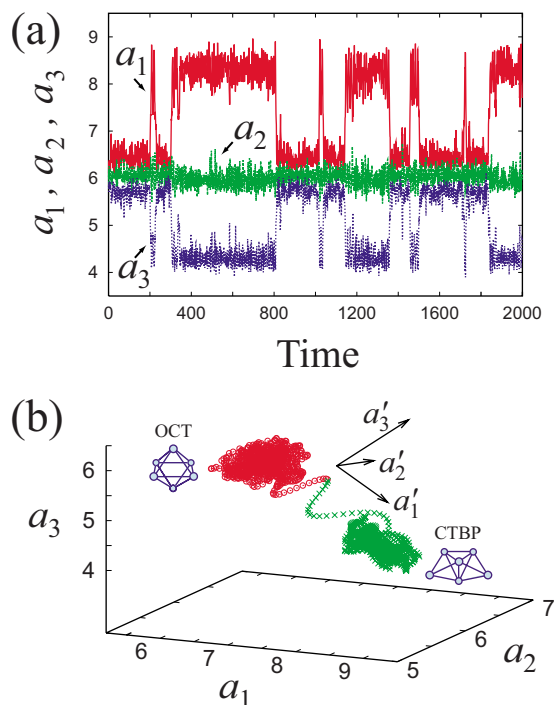 (a)
a1, a2, a3
9
8
7
6
5
4
a1
a2
a3
0 400 800 1200 1600 2000
Time
(b)
OCT
a′3
a′2
a′1
CTBP
a3
6
5
4
6 7 8 9
5 6 7
a1
a2